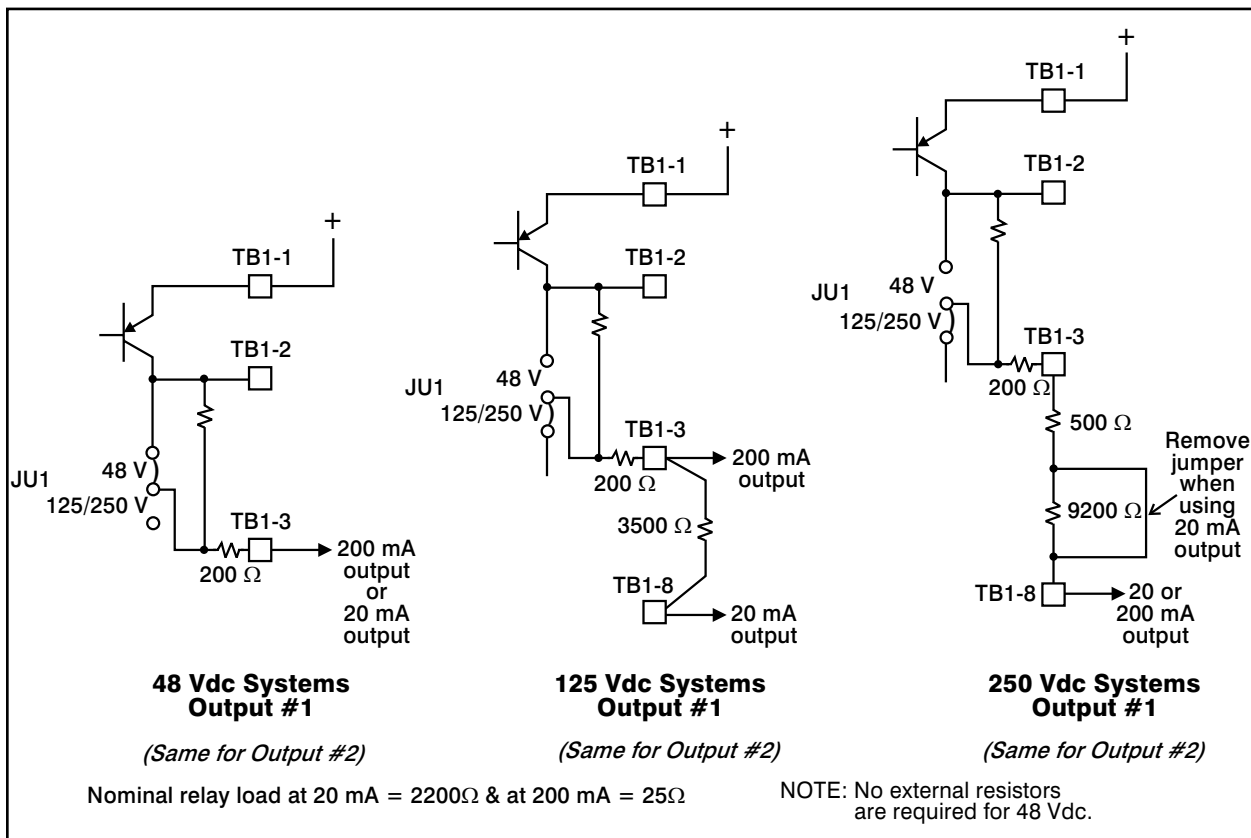 +
TB1-1
TB1-2
JU1
48 V
125/250 V
TB1-3
200 Ω
200 mA
output
or
20 mA
output
48 Vdc Systems
Output #1
(Same for Output #2)
+
TB1-1
TB1-2
JU1
48 V
125/250 V
TB1-3
200 Ω
200 mA
output
3500 Ω
TB1-8
20 mA
output
125 Vdc Systems
Output #1
(Same for Output #2)
+
TB1-1
TB1-2
JU1
48 V
125/250 V
TB1-3
200 Ω
500 Ω
9200 Ω
Remove
jumper
when
using
20 mA
output
TB1-8
20 or
200 mA
output
250 Vdc Systems
Output #1
(Same for Output #2)
Nominal relay load at 20 mA = 2200Ω & at 200 mA = 25Ω
NOTE: No external resistors
are required for 48 Vdc.